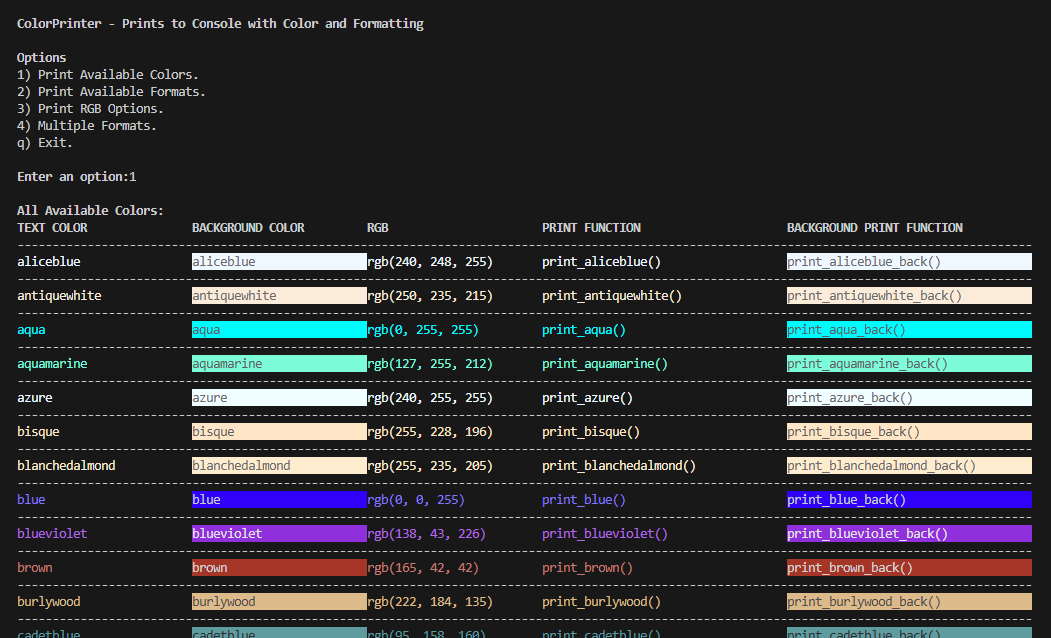 ColorPrinter - Prints to Console with Color and Formatting
Options
1) Print Available Colors.
2) Print Available Formats.
3) Print RGB Options.
4) Multiple Formats.
q) Exit.
Enter an option:1
All Available Colors:
TEXT COLOR BACKGROUND COLOR RGB PRINT FUNCTION BACKGROUND PRINT FUNCTION
aliceblue aliceblue rgb(240, 248, 255) print_aliceblue() print_aliceblue_back()
antiquewhite antiquewhite rgb(250, 235, 215) print_antiquewhite() print_antiquewhite_back()
aqua aqua rgb(0, 255, 255) print_aqua() print_aqua_back()
aquamarine aquamarine rgb(127, 255, 212) print_aquamarine() print_aquamarine_back()
azure azure rgb(240, 255, 255) print_azure() print_azure_back()
bisque bisque rgb(255, 228, 196) print_bisque() print_bisque_back()
blanchedalmond blanchedalmond rgb(255, 235, 205) print_blanchedalmond() print_blanchedalmond_back()
blue blue rgb(0, 0, 255) print_blue() print_blue_back()
blueviolet blueviolet rgb(138, 43, 226) print_blueviolet() print_blueviolet_back()
brown brown rgb(165, 42, 42) print_brown() print_brown_back()
burlywood burlywood rgb(222, 184, 135) print_burlywood() print_burlywood_back()
cadetblue cadetblue rgb(95, 158, 160) print_cadetblue() print_cadetblue_back()